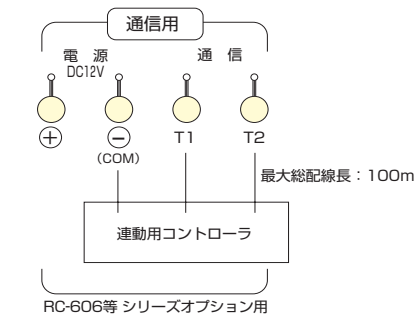 通信用
電 源 通 信
DC12V
⊕ ⊖ T1 T2
(COM)
最大総配線長：100m
連動用コントローラ
RC-606等 シリーズオプション用